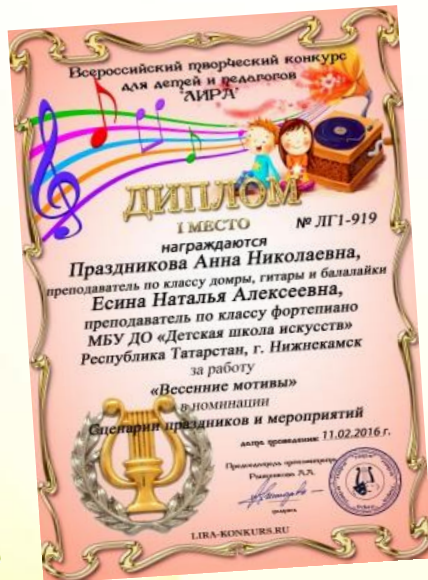 Всероссийский творческий конкурс
для детей и педагогов
"ЛИРА"
ДИПЛОМ
I МЕСТО
№ ЛГ1-919
награждаются
Праздникова Анна Николаевна,
преподаватель по классу домры, гитары и балалайки
Есина Наталья Алексеевна,
преподаватель по классу фортепиано
МБУ ДО «Детская школа искусств»
Республика Татарстан, г. Нижнекамск
за работу
«Весенние мотивы»
в номинации
Сценарии праздников и мероприятий
дата проведения: 11.02.2016 г.
Председатель оргкомитета
LIRA-KONKURS.RU